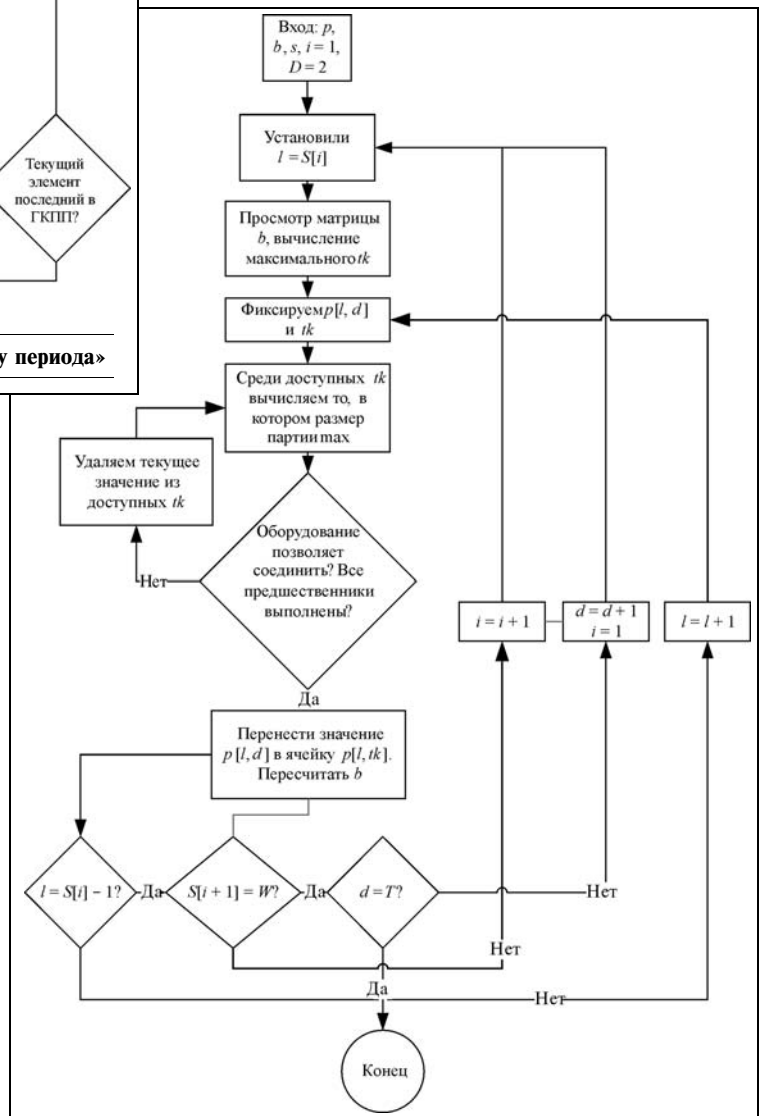 Текущий
элемент
последний в
ГКПП?
у периода»
Вход: p,
b, s, i = 1,
D = 2
Установили
l = S[i]
Просмотр матрицы
b, вычисление
максимального tk
Фиксируем p[l, d]
и tk
Среди доступных tk
вычисляем то, в
котором размер
партии max
Удаляем текущее
значение из
доступных tk
Оборудование
позволяет
соединить? Все
предшественники
выполнены?
Нет
Да
i = i + 1
d = d + 1
i = 1
l = l + 1
Перенести значение
p [l, d] в ячейку p[l, tk].
Пересчитать b
l = S[i] – 1?
Да
S[i + 1] = W?
Да
d = T?
Нет
Нет
Да
Нет
Конец